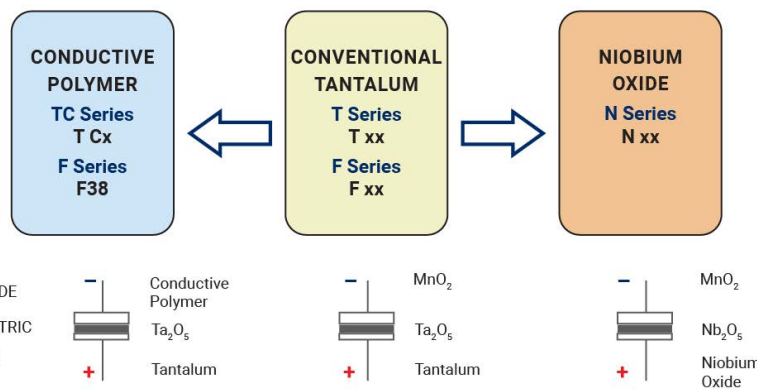 CONDUCTIVE
POLYMER
TC Series
T Cx
F Series
F38
CONVENTIONAL
TANTALUM
T Series
T xx
F Series
F xx
NIOBIUM
OXIDE
N Series
N xx
DE
TRIC
−
Conductive
Polymer
Ta₂O₅
+
Tantalum
−
MnO₂
Ta₂O₅
+
Tantalum
−
MnO₂
Nb₂O₅
+
Niobium
Oxide